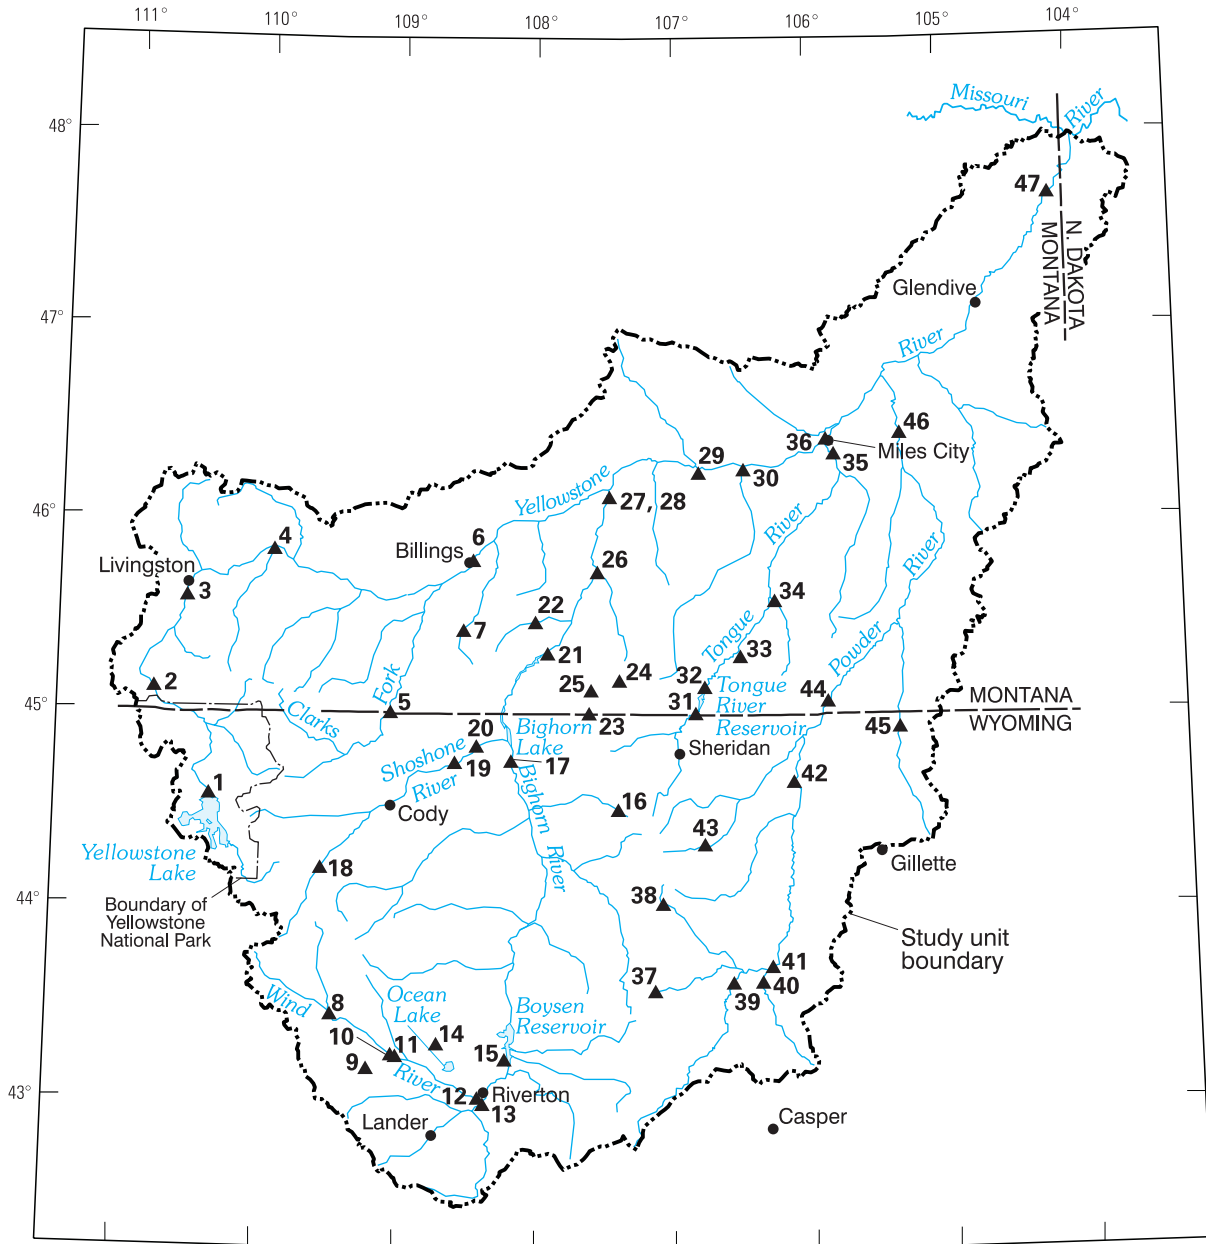 111°
110°
109°
108°
107°
106°
105°
104°
48°
47°
46°
45°
44°
43°
Missouri
River
47
N. DAKOTA
MONTANA
Glendive
River
46
36
Miles City
35
29
30
Yellowstone
27, 28
River
4
6
Billings
Livingston
3
26
River
34
22
7
Tongue
33
Powder
21
2
24
32
25
Tongue
River
Reservoir
44
MONTANA
WYOMING
Fork
5
31
Clarks
20
Bighorn
Lake
23
45
Sheridan
Shoshone
River
19
17
1
42
Bighorn
River
16
Cody
43
Yellowstone
Lake
18
Gillette
Boundary of
Yellowstone
National Park
38
Study unit
boundary
41
37
Wind
8
Ocean
Lake
Boysen
Reservoir
39
40
10
11
14
15
9
River
12
Riverton
13
Lander
Casper